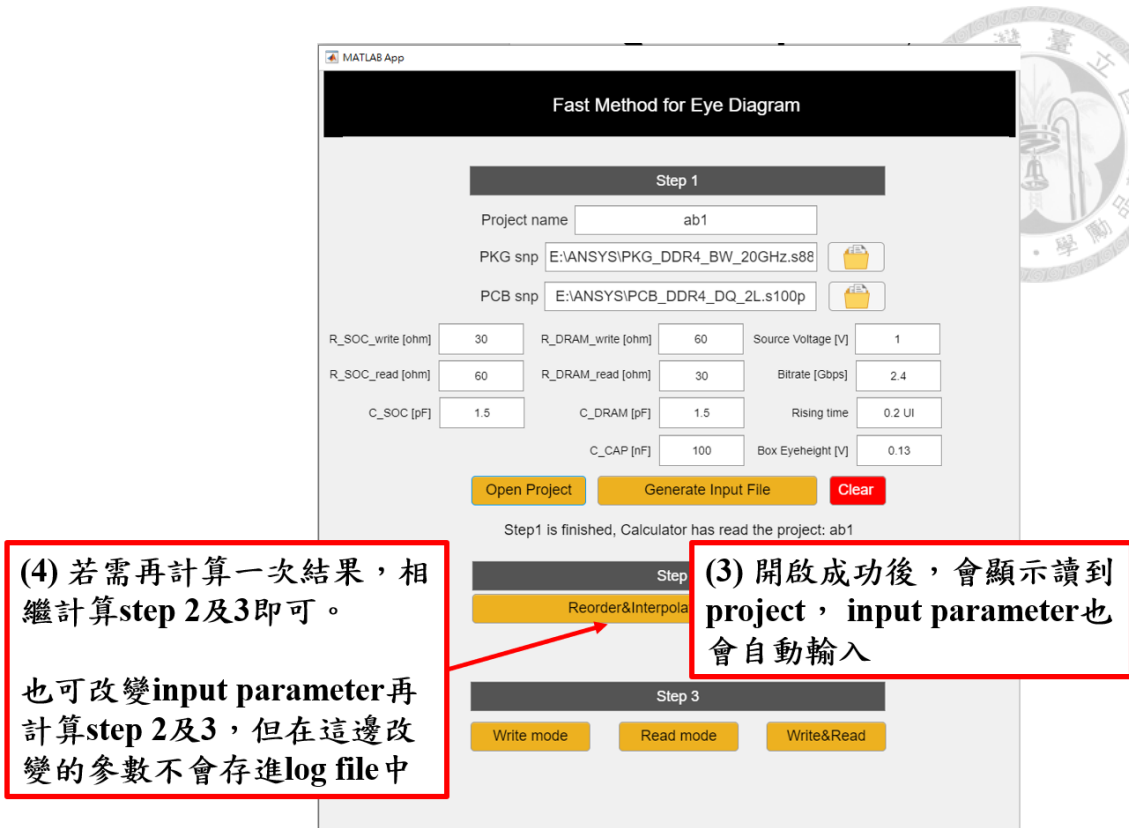 MATLAB App
Fast Method for Eye Diagram
Step 1
Project name ab1
PKG snp E:\ANSYS\PKG_DDR4_BW_20GHz.s88
PCB snp E:\ANSYS\PCB_DDR4_DQ_2L.s100p
R_SOC_write [ohm] 30 R_DRAM_write [ohm] 60 Source Voltage [V] 1
R_SOC_read [ohm] 60 R_DRAM_read [ohm] 30 Bitrate [Gbps] 2.4
C_SOC [pF] 1.5 C_DRAM [pF] 1.5 Rising time 0.2 UI
C_CAP [nF] 100 Box Eyeheight [V] 0.13
Open Project Generate Input File Clear
Step1 is finished, Calculator has read the project: ab1
Step
Reorder&Interpola
(3) 開啟成功後，會顯示讀到
project， input parameter也
會自動輸入
(4) 若需再計算一次結果，相
繼計算step 2及3即可。
也可改變input parameter再
計算step 2及3，但在這邊改
變的參數不會存進log file中
Step 3
Write mode Read mode Write&Read
臺
立
學
勵